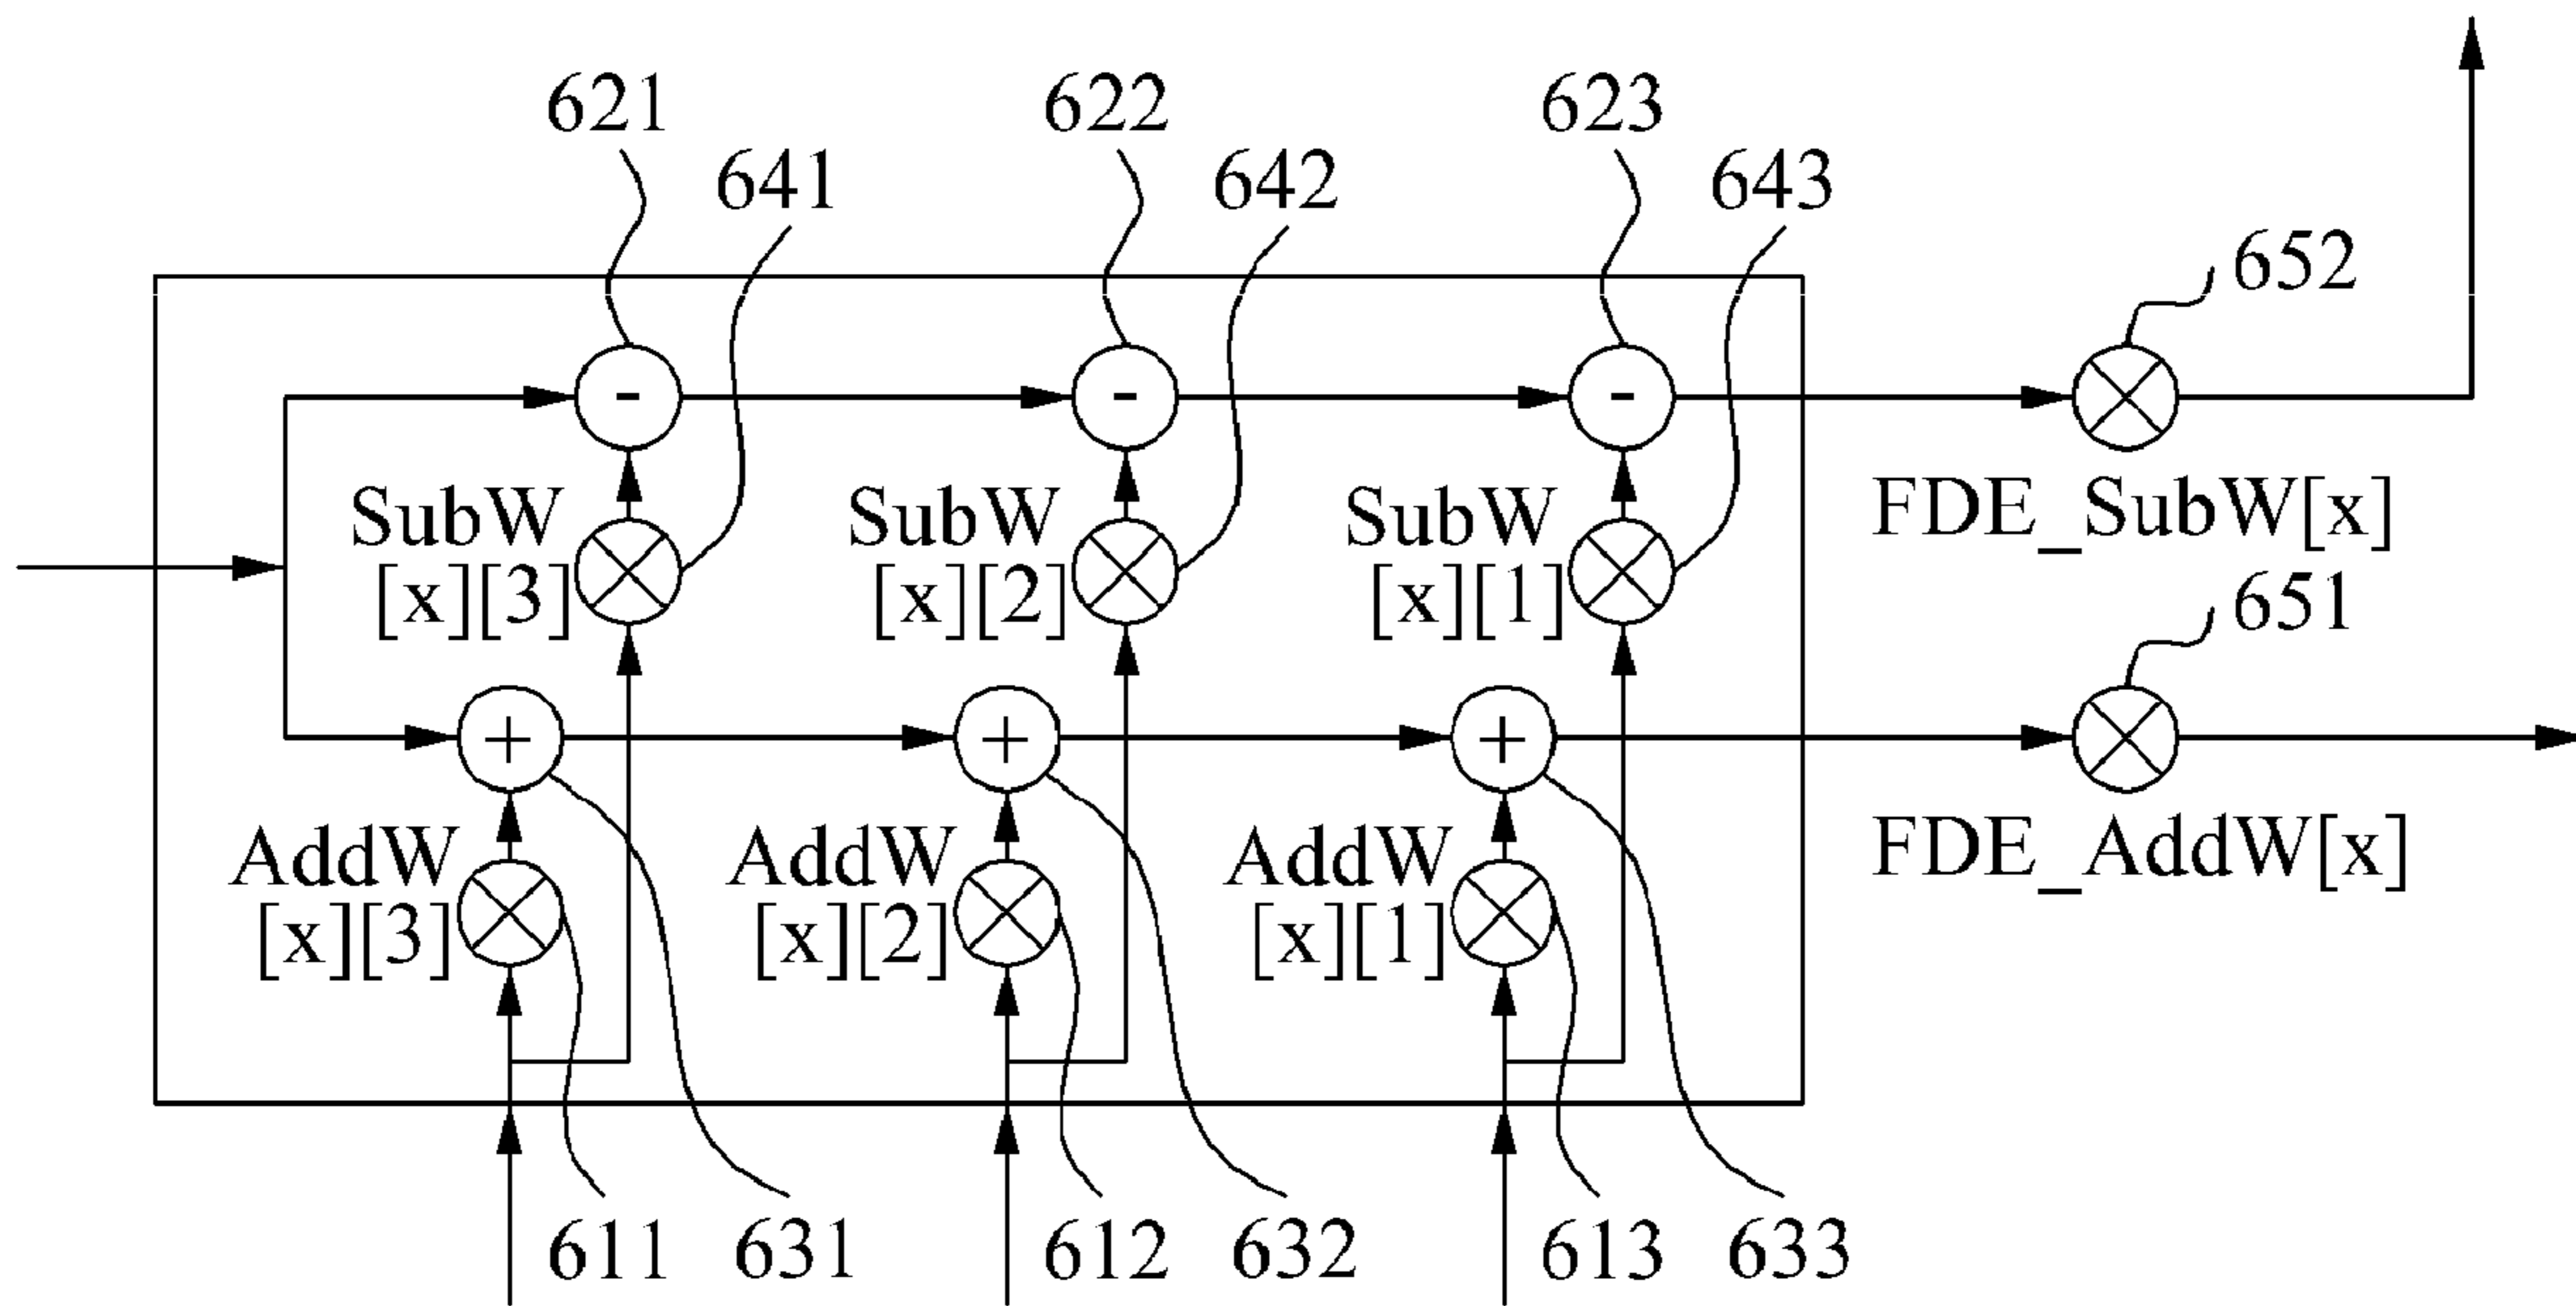 621
622
623
641
642
643
652
-
-
-
SubW
[x][3]
SubW
[x][2]
SubW
[x][1]
FDE_SubW[x]
651
+
+
+
AddW
[x][3]
AddW
[x][2]
AddW
[x][1]
FDE_AddW[x]
611
631
612
632
613
633